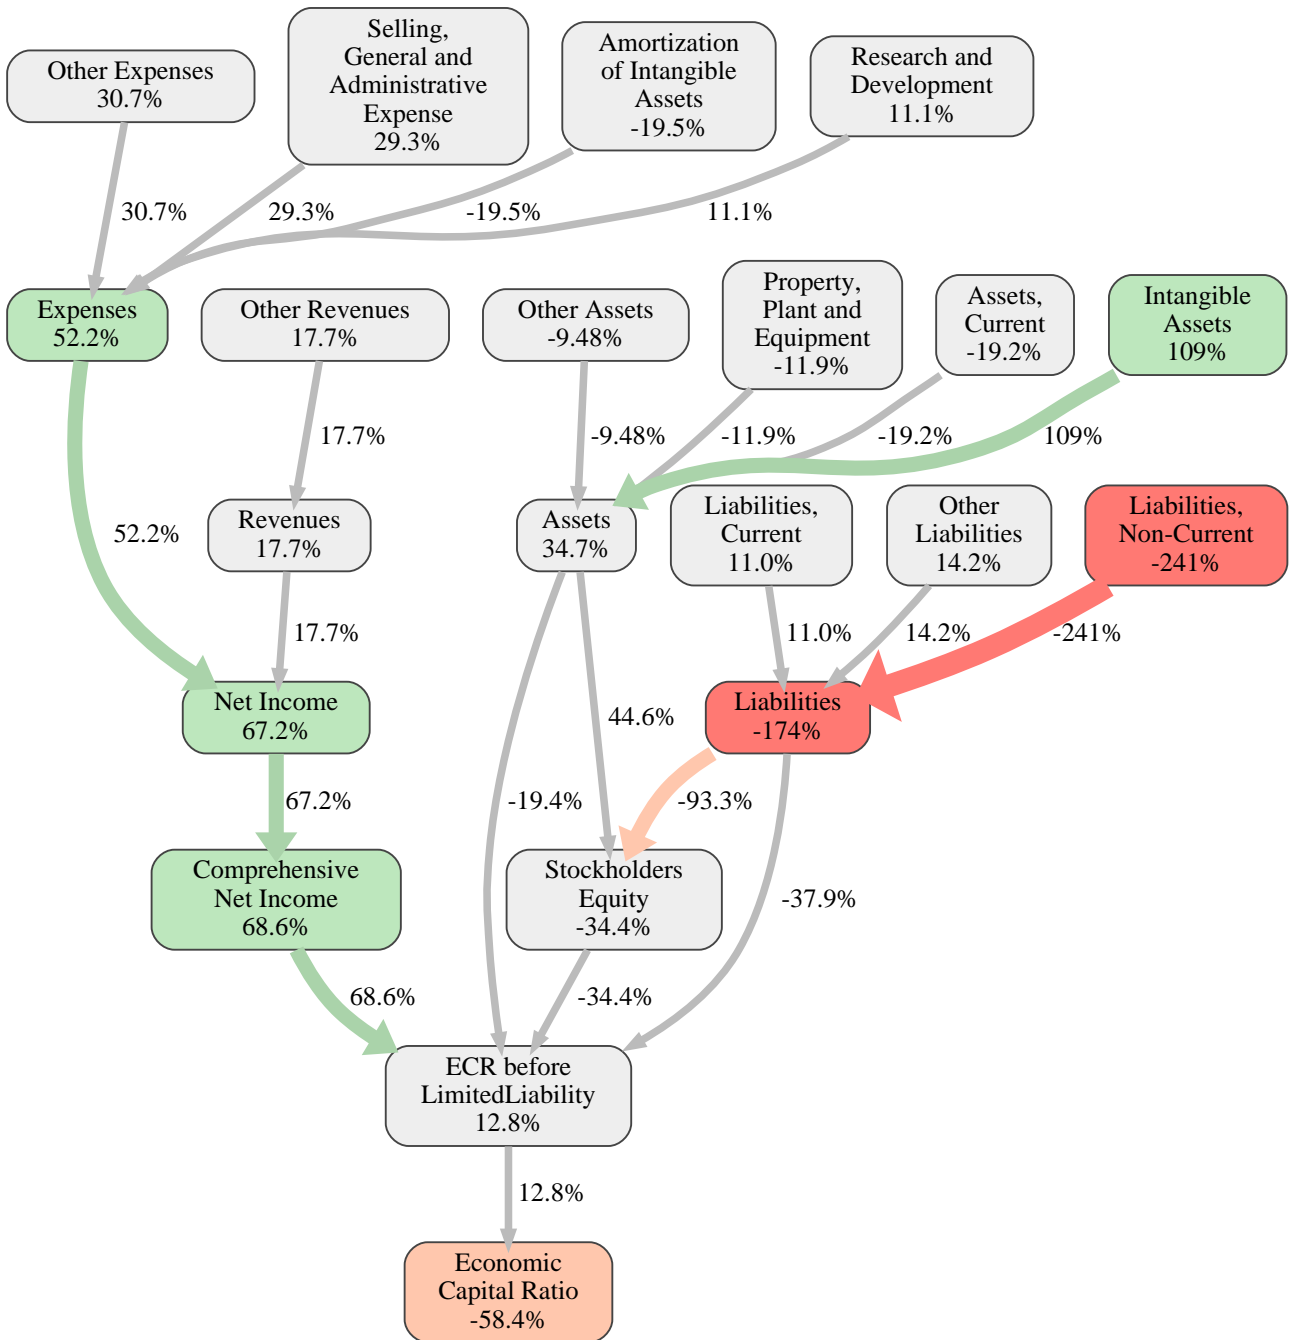 Other Expenses
30.7%
Selling,
General and
Administrative
Expense
29.3%
Amortization
of Intangible
Assets
-19.5%
Research and
Development
11.1%
30.7%
29.3%
-19.5%
11.1%
Expenses
52.2%
Other Revenues
17.7%
Other Assets
-9.48%
Property,
Plant and
Equipment
-11.9%
Assets,
Current
-19.2%
Intangible
Assets
109%
17.7%
-9.48%
-11.9%
-19.2%
109%
52.2%
Revenues
17.7%
Assets
34.7%
Liabilities,
Current
11.0%
Other
Liabilities
14.2%
Liabilities,
Non-Current
-241%
17.7%
11.0%
14.2%
-241%
Net Income
67.2%
44.6%
Liabilities
-174%
67.2%
-19.4%
-93.3%
Comprehensive
Net Income
68.6%
Stockholders
Equity
-34.4%
-37.9%
68.6%
-34.4%
ECR before
LimitedLiability
12.8%
12.8%
Economic
Capital Ratio
-58.4%